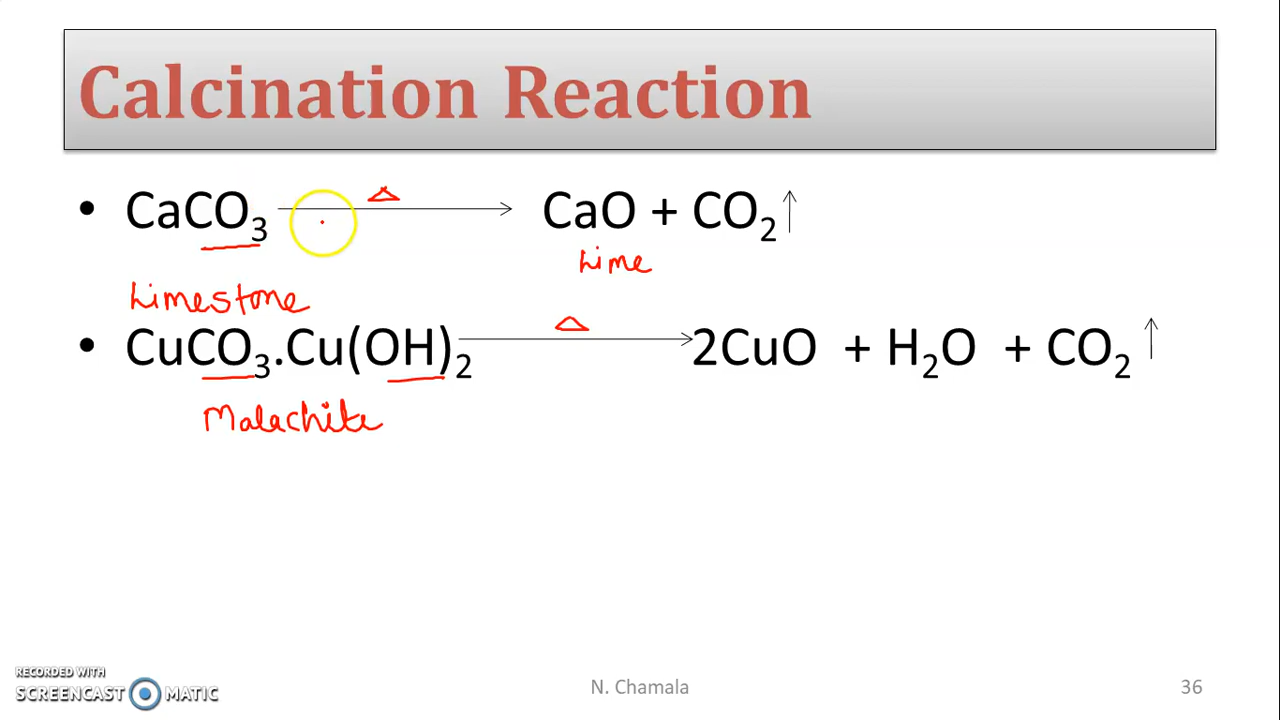 Calcination Reaction
• CaCO₃ Δ → CaO + CO₂ ↑
Lime
Limestone
• CuCO₃.Cu(OH)₂ Δ → 2CuO + H₂O + CO₂ ↑
Malachite
RECORDED WITH
SCREENCAST MATIC
N. Chamala
36